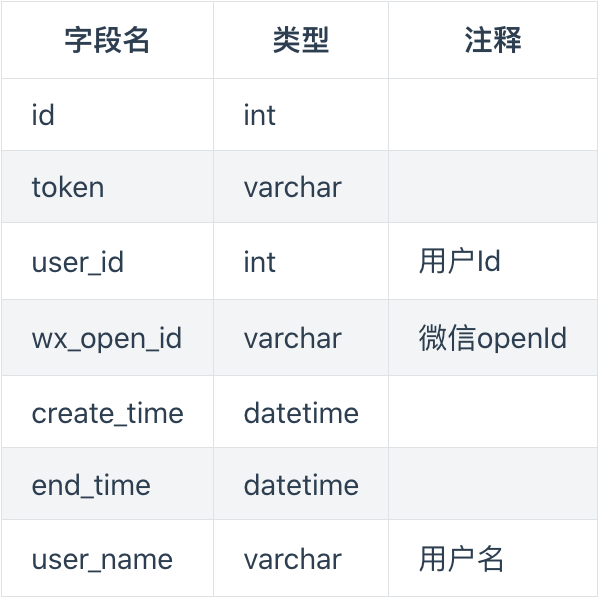 字段名 类型 注释
id int
token varchar
user_id int 用户Id
wx_open_id varchar 微信openId
create_time datetime
end_time datetime
user_name varchar 用户名